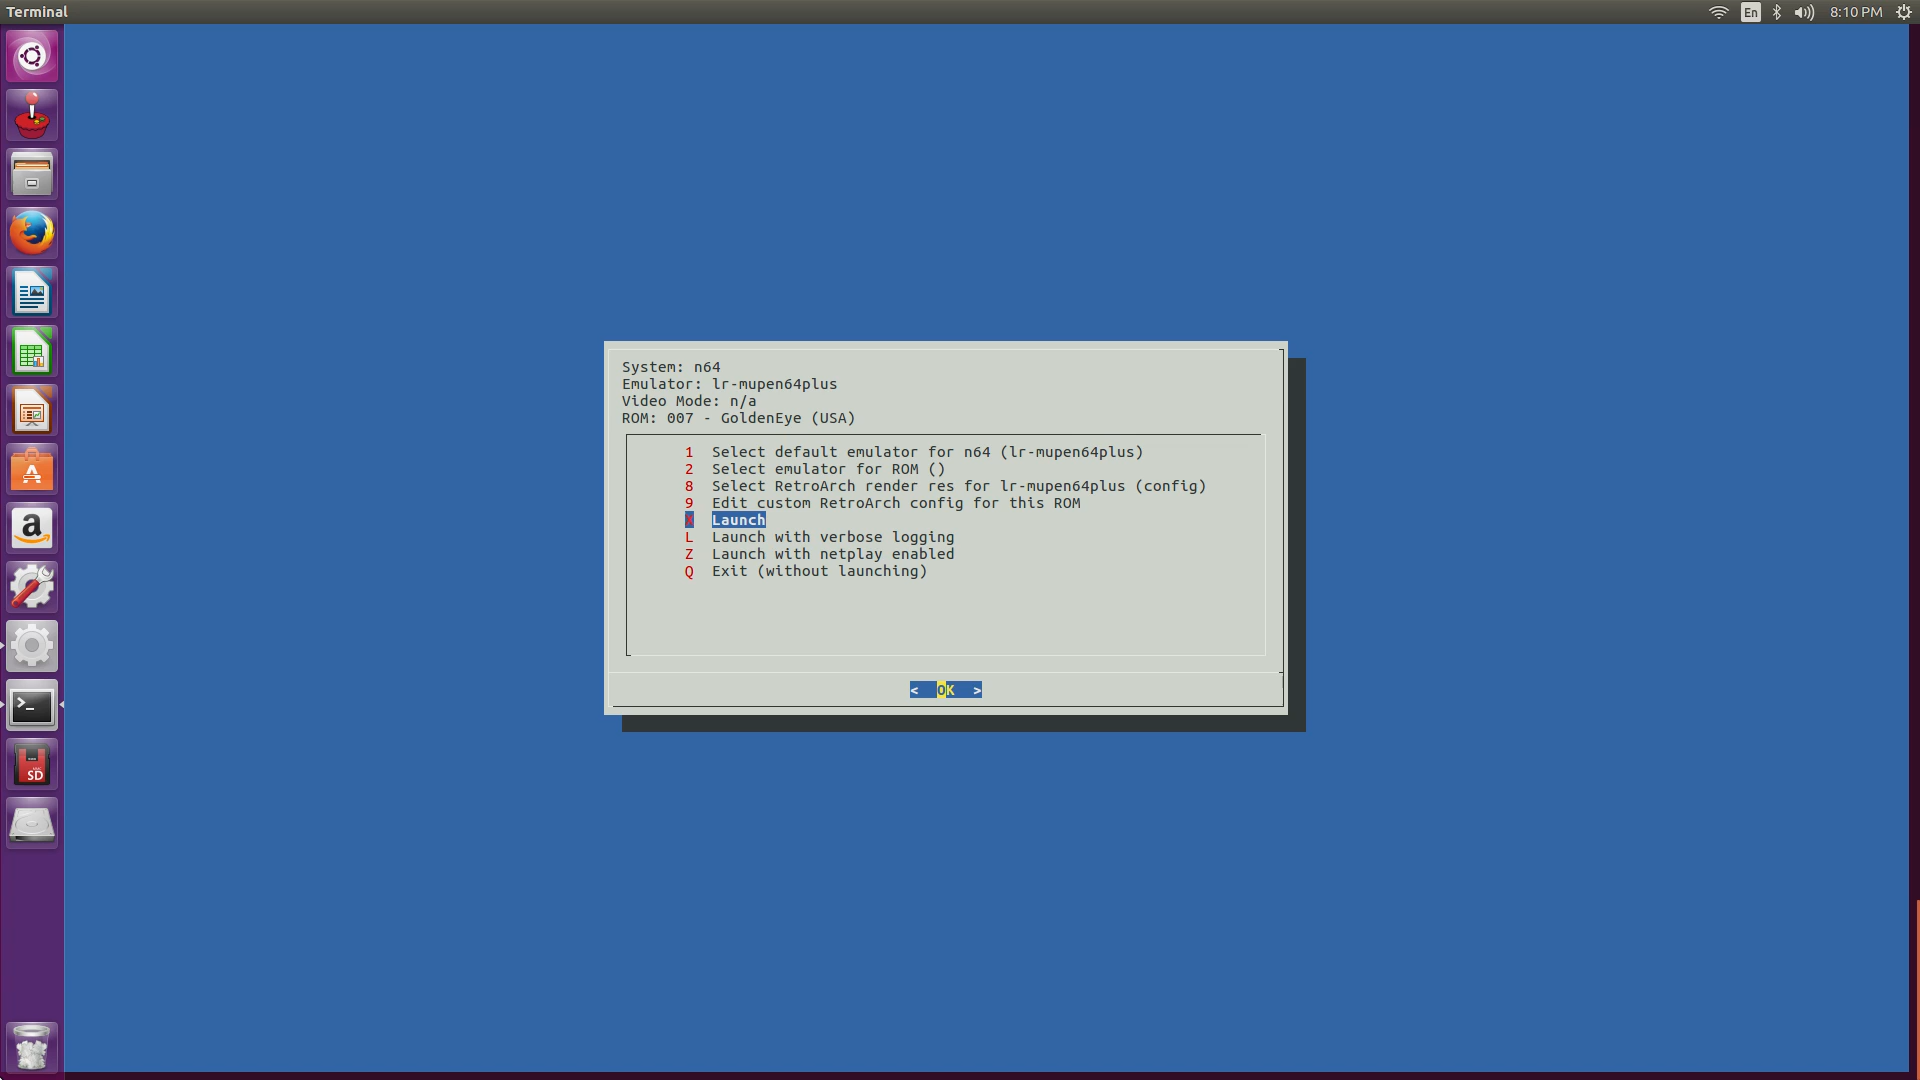 Terminal
En
8:10 PM
System: n64
Emulator: lr-mupen64plus
Video Mode: n/a
ROM: 007 - GoldenEye (USA)
1 Select default emulator for n64 (lr-mupen64plus)
2 Select emulator for ROM ()
8 Select RetroArch render res for lr-mupen64plus (config)
9 Edit custom RetroArch config for this ROM
X Launch
L Launch with verbose logging
Z Launch with netplay enabled
Q Exit (without launching)
< OK >
A
a
>_
SD